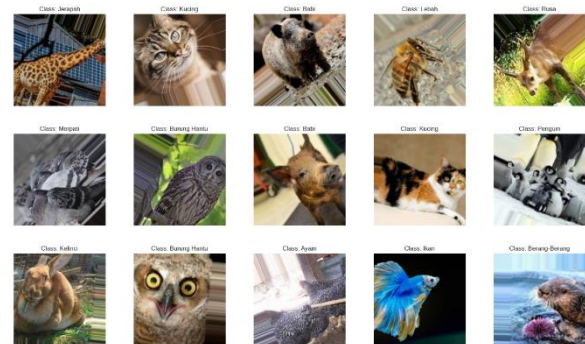 Class: Jerapah
Class: Kucing
Class: Babi
Class: Lebah
Class: Rusa
Class: Merpati
Class: Burung Hantu
Class: Babi
Class: Kucing
Class: Penguin
Class: Kelinci
Class: Burung Hantu
Class: Ayam
Class: Ikan
Class: Berang-Berang